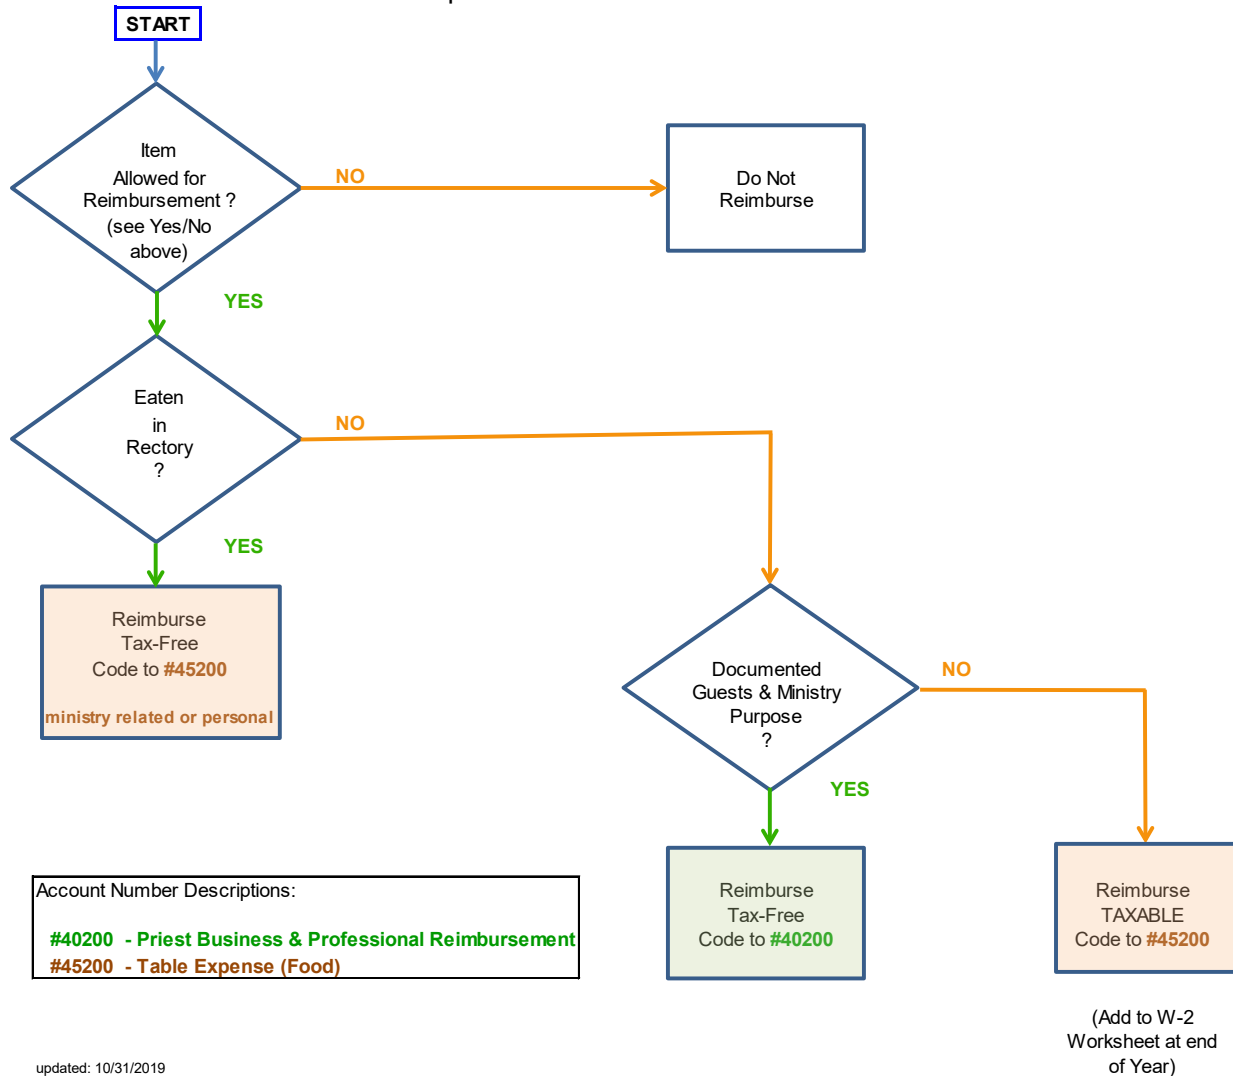 START
Item
Allowed for
Reimbursement ?
(see Yes/No
above)
NO
Do Not
Reimburse
YES
Eaten
in
Rectory
?
NO
YES
Reimburse
Tax-Free
Code to #45200
ministry related or personal
Documented
Guests & Ministry
Purpose
?
NO
YES
Reimburse
Tax-Free
Code to #40200
Reimburse
TAXABLE
Code to #45200
(Add to W-2
Worksheet at end
of Year)
Account Number Descriptions:
#40200 - Priest Business & Professional Reimbursement
#45200 - Table Expense (Food)
updated: 10/31/2019